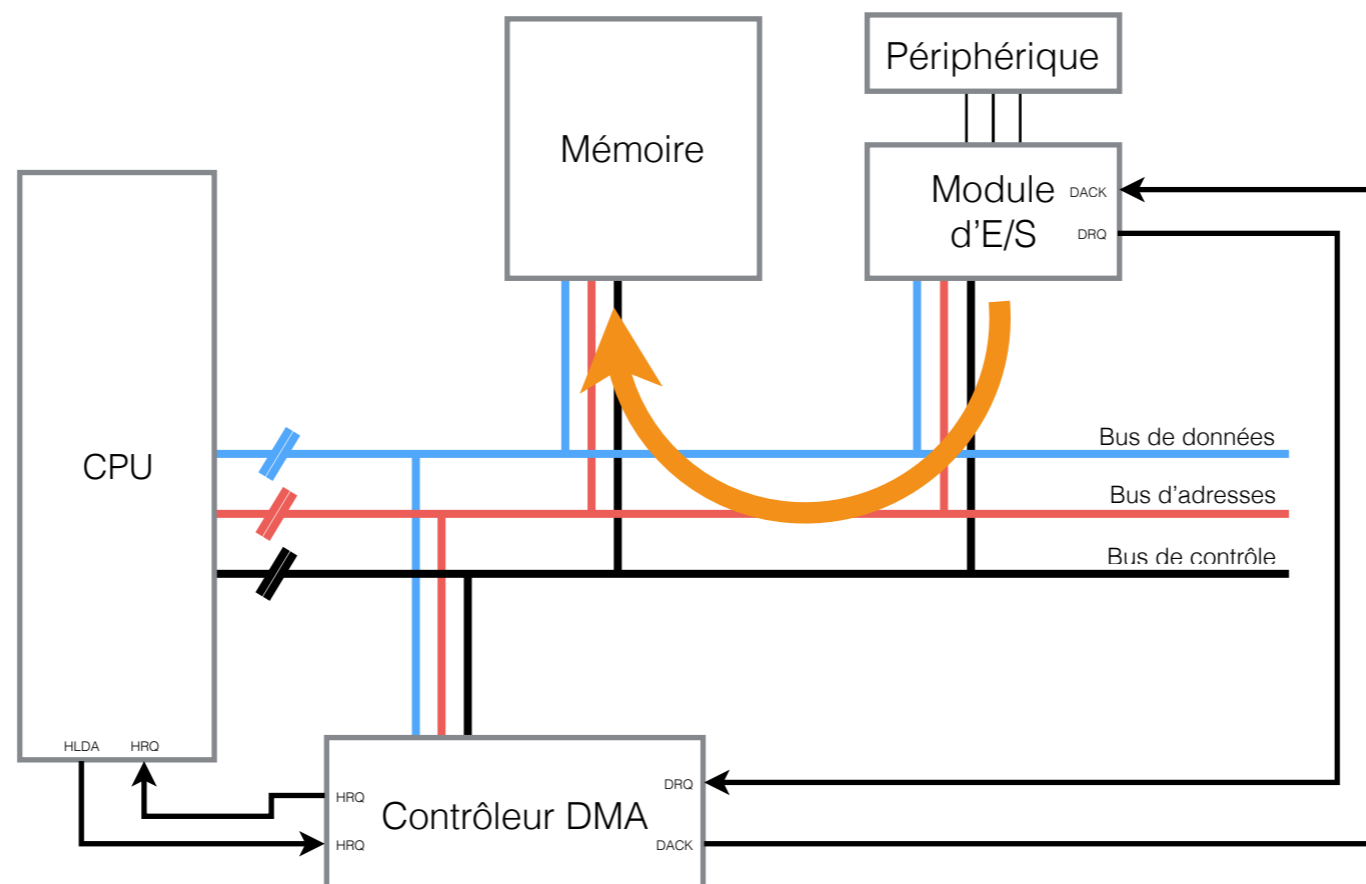 Périphérique
Mémoire
Module
d'E/S
DACK
DRQ
CPU
Bus de données
Bus d'adresses
Bus de contrôle
HLDA
HRQ
HRQ
HRQ
Contrôleur DMA
DRQ
DACK